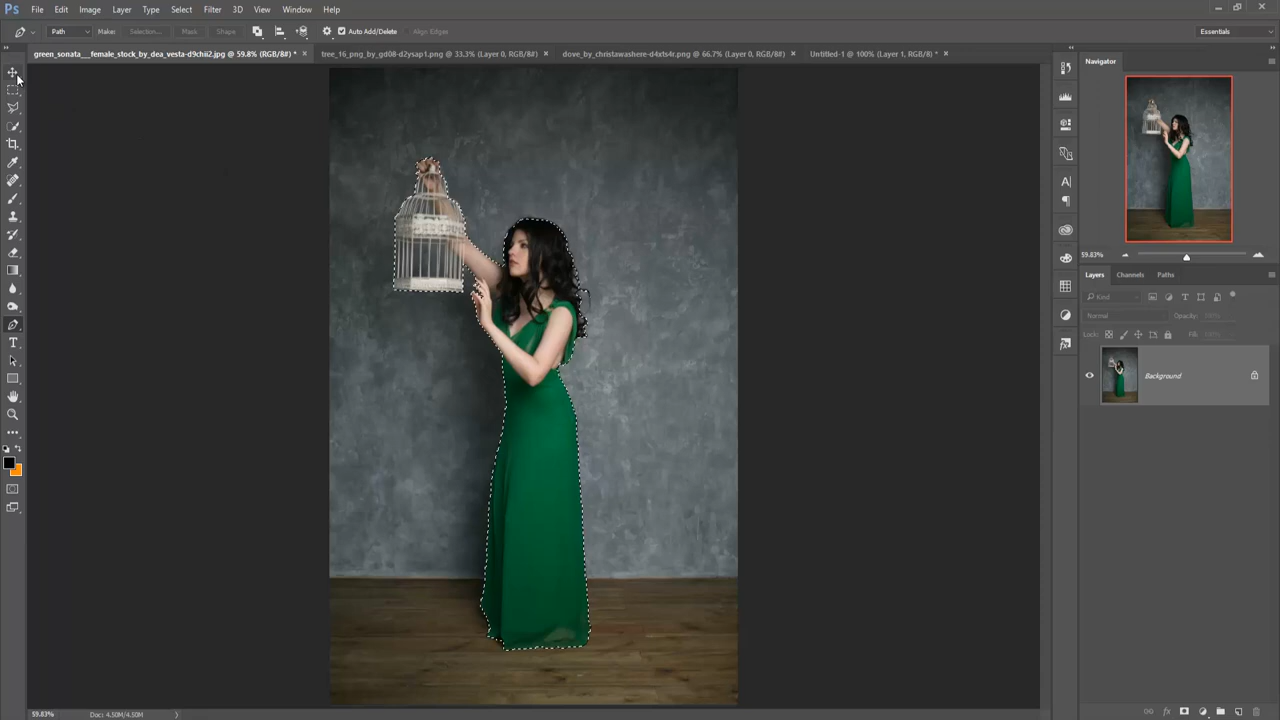 Ps File Edit Image Layer Type Select Filter 3D View Window Help
Path Make: Selection... Mask Shape Auto Add/Delete Align Edges Essentials
green_sonata__female_stock_by_dea_vesta-d9chii2.jpg @ 59.8% (RGB/8#) * × tree_16_png_by_gd08-d2ysap1.png @ 33.3% (Layer 0, RGB/8#) × dove_by_christawashere-d4xts4r.png @ 66.7% (Layer 0, RGB/8#) × Untitled-1 @ 100% (Layer 1, RGB/8) * ×
Navigator
59.83%
Layers Channels Paths
Kind
Normal Opacity: 100%
Lock: Fill: 100%
Background
59.83% Doc: 4.50M/4.50M